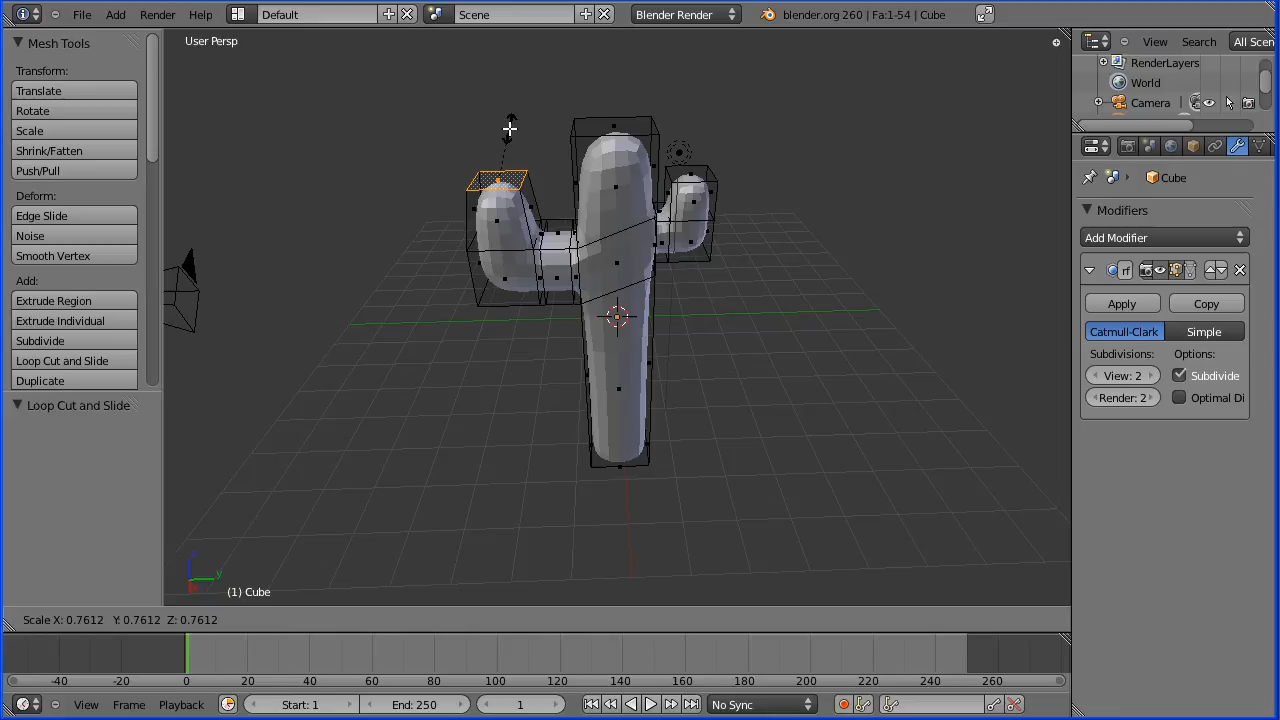 File Add Render Help Default Scene Blender Render blender.org 260 | Fa:1-54 | Cube
Mesh Tools
Transform:
Translate
Rotate
Scale
Shrink/Fatten
Push/Pull
Deform:
Edge Slide
Noise
Smooth Vertex
Add:
Extrude Region
Extrude Individual
Subdivide
Loop Cut and Slide
Duplicate
Loop Cut and Slide
User Persp
y
(1) Cube
Scale X: 0.7612 Y: 0.7612 Z: 0.7612
View Search All Scen
RenderLayers
World
Camera
Cube
Modifiers
Add Modifier
rf
Apply Copy
Catmull-Clark Simple
Subdivisions: Options:
View: 2 Subdivide
Render: 2 Optimal Di
-40 -20 0 20 40 60 80 100 120 140 160 180 200 220 240 260
View Frame Playback Start: 1 End: 250 1 No Sync